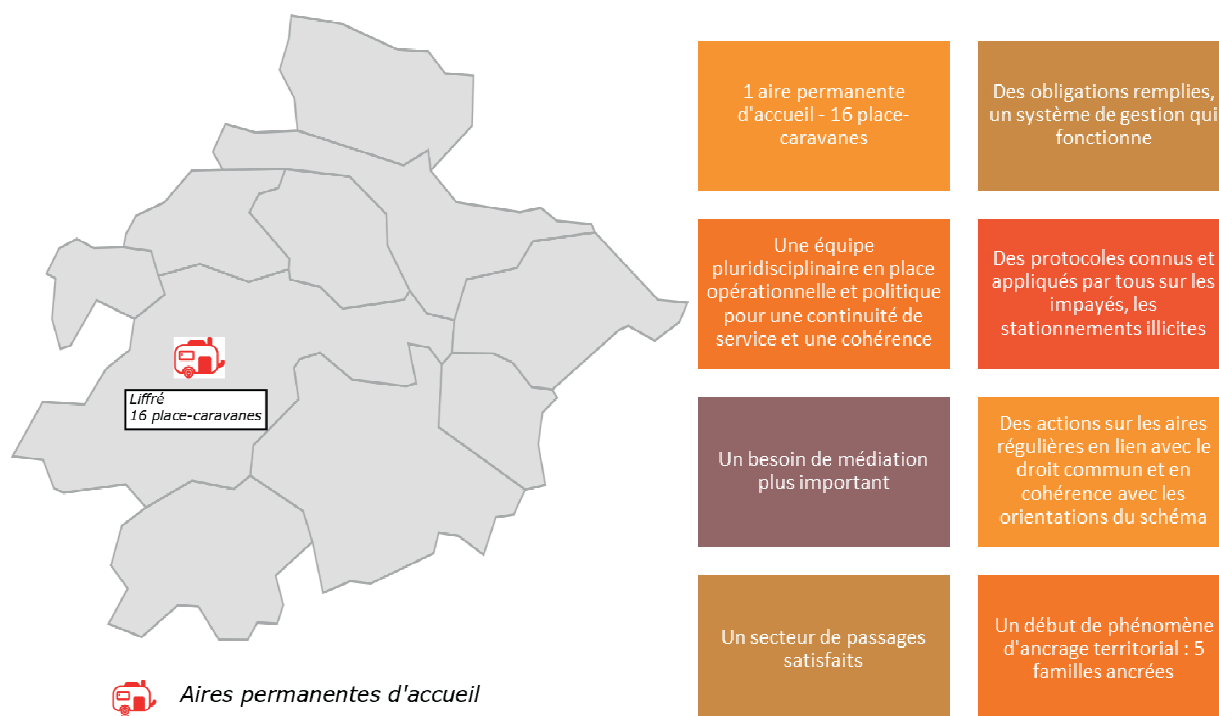 Liffré
16 place-caravanes
Aires permanentes d'accueil
1 aire permanente
d'accueil - 16 place-
caravanes
Des obligations remplies,
un système de gestion qui
fonctionne
Une équipe
pluridisciplinaire en place
opérationnelle et politique
pour une continuité de
service et une cohérence
Des protocoles connus et
appliqués par tous sur les
impayés, les
stationnements illicites
Un besoin de médiation
plus important
Des actions sur les aires
régulières en lien avec le
droit commun et en
cohérence avec les
orientations du schéma
Un secteur de passages
satisfaits
Un début de phénomène
d'ancrage territorial : 5
familles ancrées